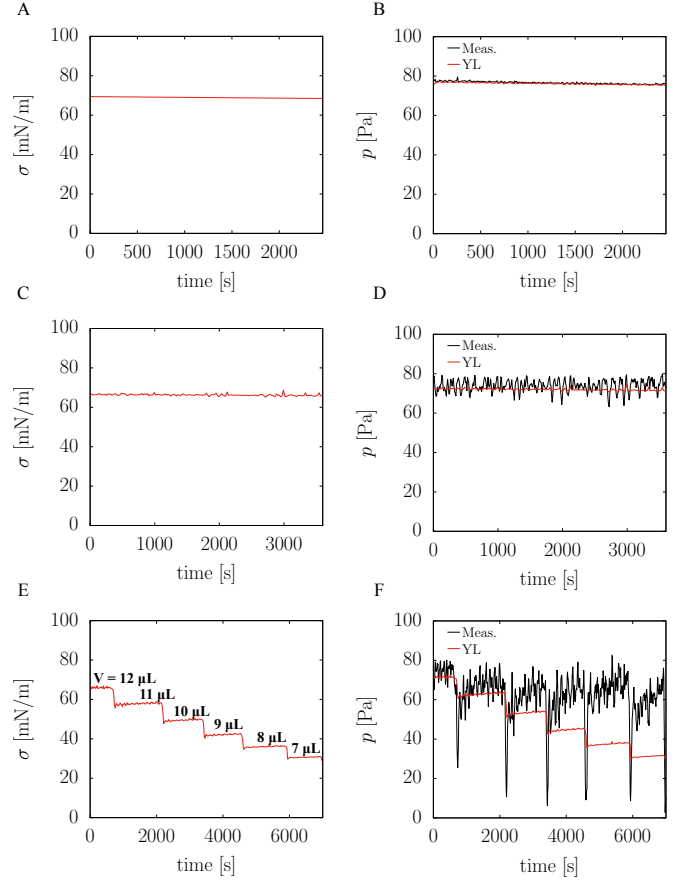 A
B
100
80
60
40
20
0
σ [mN/m]
0 500 1000 1500 2000
time [s]
100
80
60
40
20
0
p [Pa]
Meas.
YL
0 500 1000 1500 2000
time [s]
C
D
100
80
60
40
20
0
σ [mN/m]
0 1000 2000 3000
time [s]
100
80
60
40
20
0
p [Pa]
Meas.
YL
0 1000 2000 3000
time [s]
E
F
100
80
60
40
20
0
σ [mN/m]
V = 12 μL
11 μL
10 μL
9 μL
8 μL
7 μL
0 2000 4000 6000
time [s]
100
80
60
40
20
0
p [Pa]
Meas.
YL
0 2000 4000 6000
time [s]